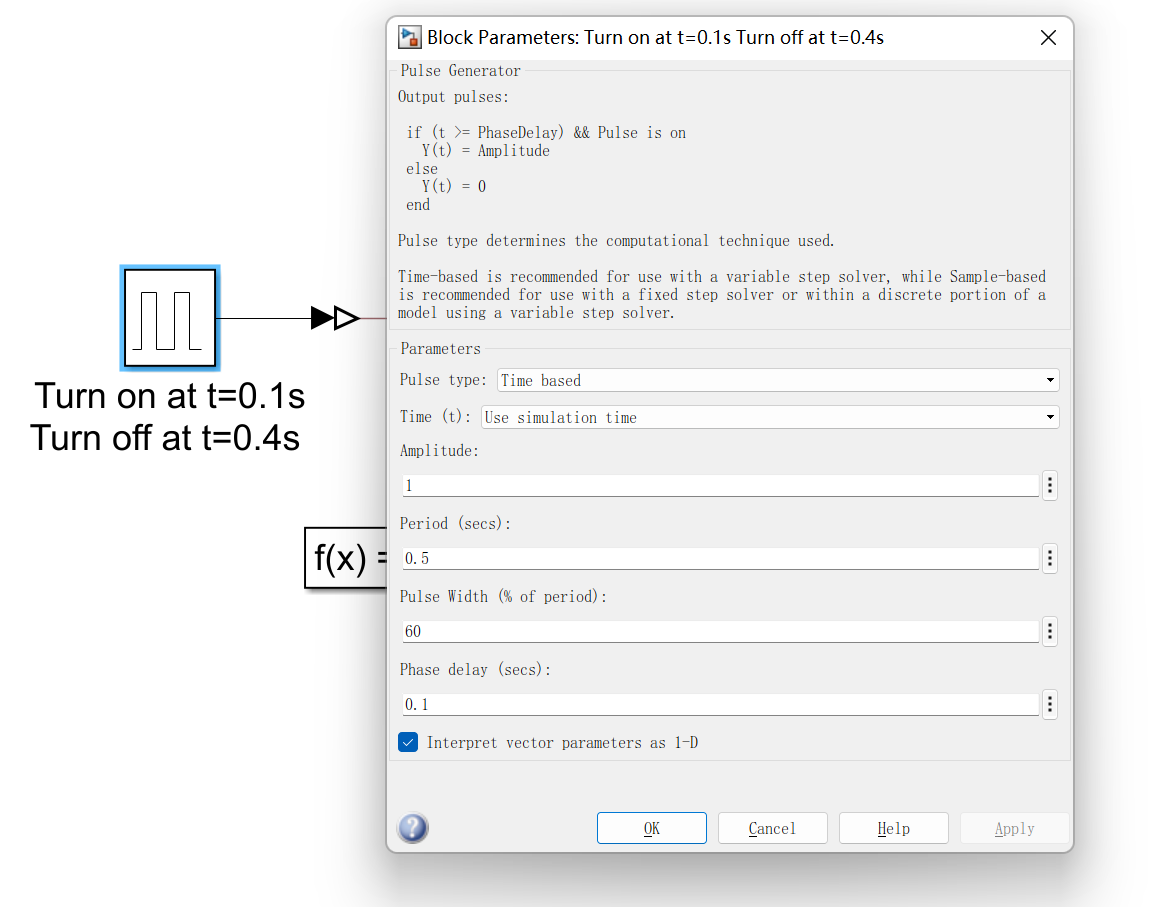 Block Parameters: Turn on at t=0.1s Turn off at t=0.4s
Pulse Generator
Output pulses:
if (t >= PhaseDelay) && Pulse is on
Y(t) = Amplitude
else
Y(t) = 0
end
Pulse type determines the computational technique used.
Time-based is recommended for use with a variable step solver, while Sample-based
is recommended for use with a fixed step solver or within a discrete portion of a
model using a variable step solver.
Turn on at t=0.1s
Turn off at t=0.4s
f(x) =
Parameters
Pulse type: Time based
Time (t): Use simulation time
Amplitude:
1
Period (secs):
0.5
Pulse Width (% of period):
60
Phase delay (secs):
0.1
Interpret vector parameters as 1-D
OK Cancel Help Apply